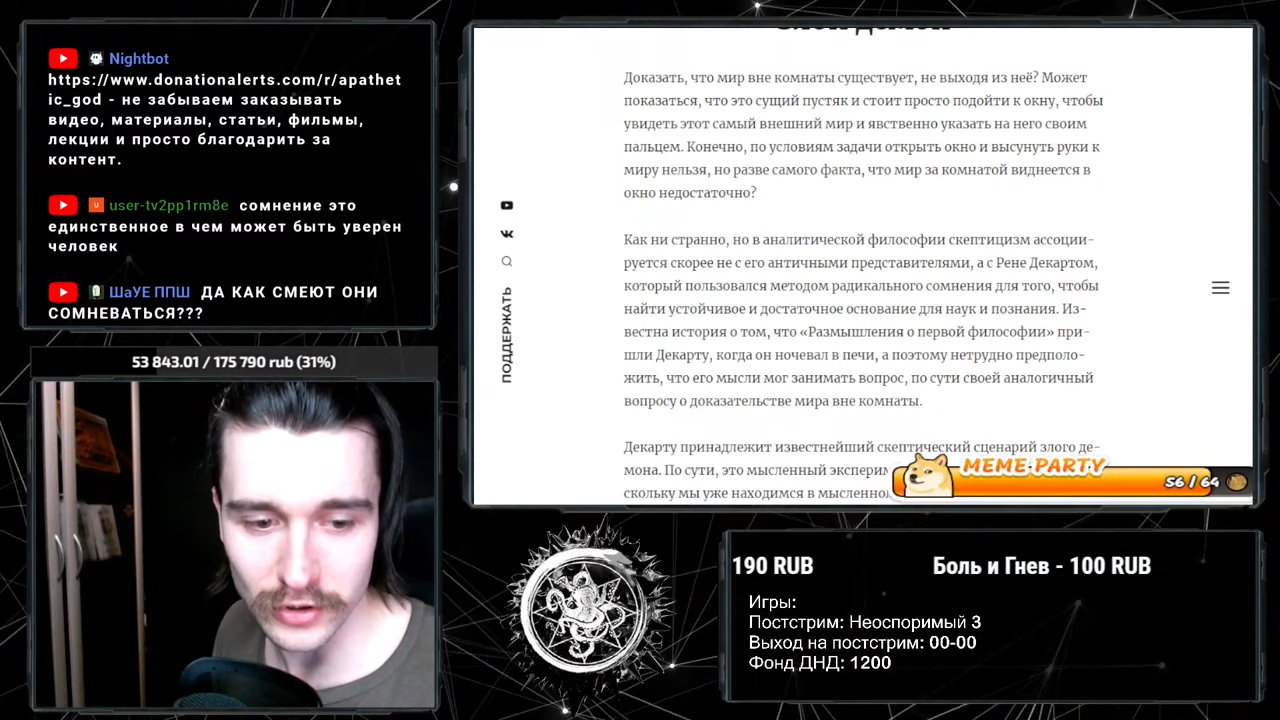 Nightbot
https://www.donationalerts.com/r/apathet
ic_god - не забываем заказывать
видео, материалы, статьи, фильмы,
лекции и просто благодарить за
контент.
user-tv2pp1rm8e сомнение это
единственное в чем может быть уверен
человек
ШаУЕ ППШ ДА КАК СМЕЮТ ОНИ
СОМНЕВАТЬСЯ???
53 843.01 / 175 790 rub (31%)
Доказать, что мир вне комнаты существует, не выходя из неё? Может
показаться, что это сущий пустяк и стоит просто подойти к окну, чтобы
увидеть этот самый внешний мир и явственно указать на него своим
пальцем. Конечно, по условиям задачи открыть окно и высунуть руки к
миру нельзя, но разве самого факта, что мир за комнатой виднеется в
окно недостаточно?
Как ни странно, но в аналитической философии скептицизм ассоции-
руется скорее не с его античными представителями, а с Рене Декартом,
который пользовался методом радикального сомнения для того, чтобы
найти устойчивое и достаточное основание для наук и познания. Из-
вестна история о том, что «Размышления о первой философии» при-
шли Декарту, когда он ночевал в печи, а поэтому нетрудно предполо-
жить, что его мысли мог занимать вопрос, по сути своей аналогичный
вопросу о доказательстве мира вне комнаты.
Декарту принадлежит известнейший скептический сценарий злого де-
мона. По сути, это мысленный
скольку мы уже находимся в
ПОДДЕРЖАТЬ
MEME PARTY
56 / 64
190 RUB
Боль и Гнев - 100 RUB
Игры:
Постстрим: Неоспоримый 3
Выход на постстрим: 00-00
Фонд ДНД: 1200